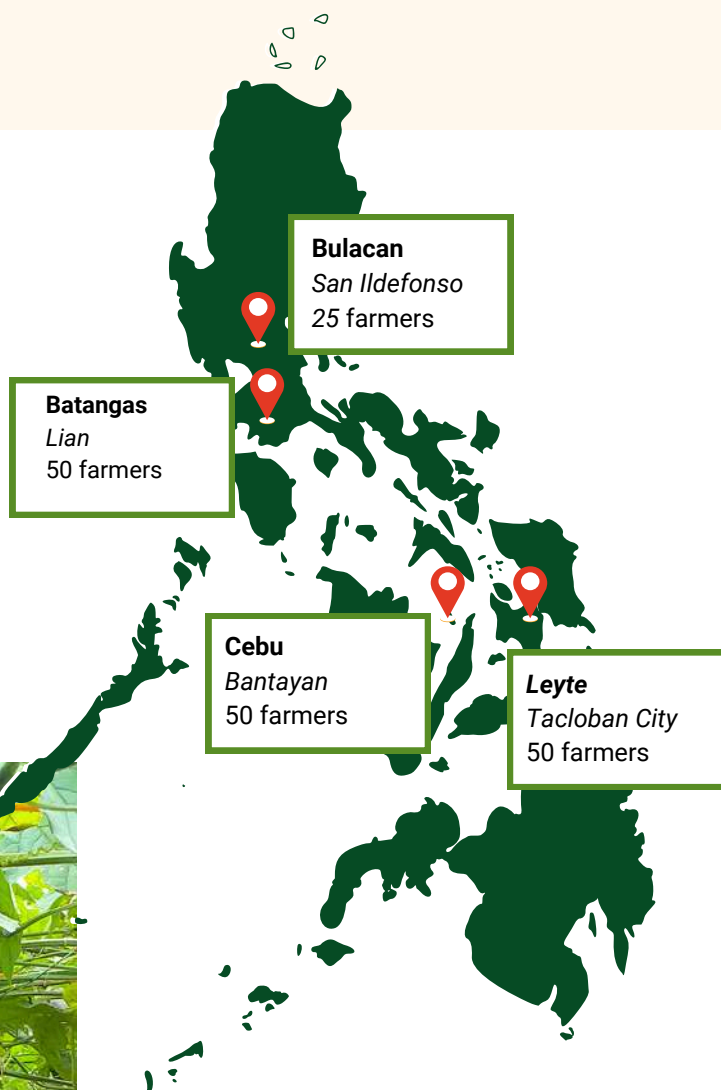 Bulacan
San Ildefonso
25 farmers
Batangas
Lian
50 farmers
Cebu
Bantayan
50 farmers
Leyte
Tacloban City
50 farmers